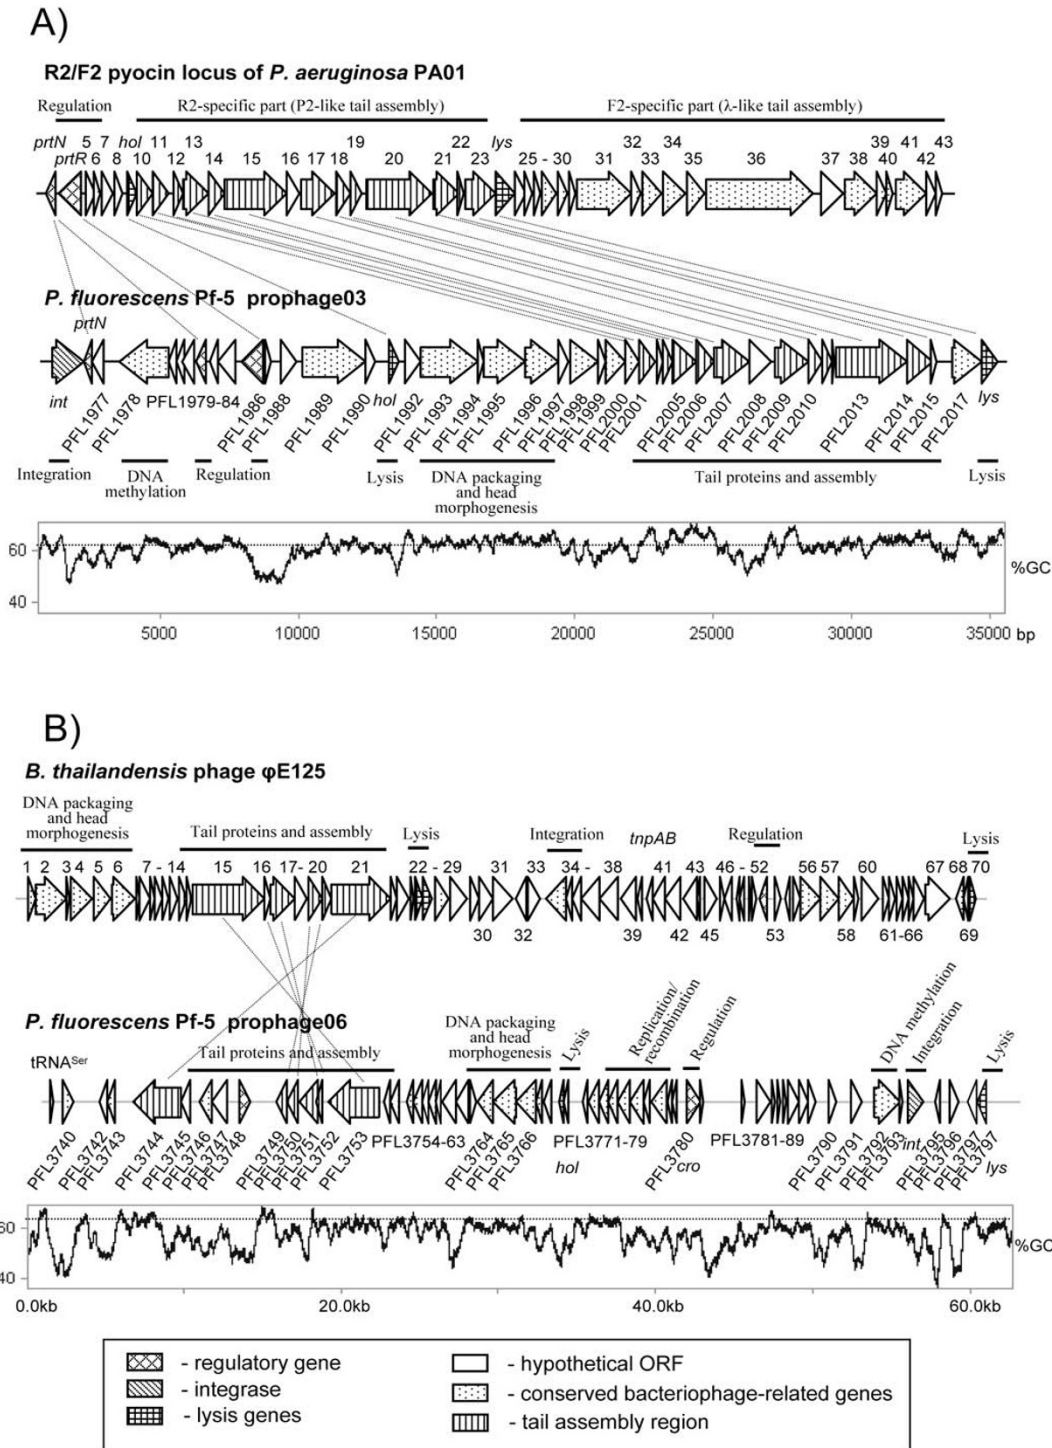 A)
R2/F2 pyocin locus of P. aeruginosa PA01
Regulation R2-specific part (P2-like tail assembly) F2-specific part (λ-like tail assembly)
prtN 5 7 hol 11 13 19 22 lys 32 34 39 41 43
prtR 6 8 10 12 14 15 16 17 18 20 21 23 25 - 30 31 33 35 36 37 38 40 42
P. fluorescens Pf-5 prophage03
prtN
int PFL1977 PFL1978 PFL1979-84 PFL1986 PFL1988 PFL1989 PFL1990 hol PFL1992 PFL1993 PFL1994 PFL1995 PFL1996 PFL1997 PFL1998 PFL1999 PFL2000 PFL2001 PFL2005 PFL2006 PFL2007 PFL2008 PFL2009 PFL2010 PFL2013 PFL2014 PFL2015 PFL2017 lys
Integration DNA Regulation Lysis DNA packaging Tail proteins and assembly Lysis
methylation and head
morphogenesis
60
%GC
40
5000 10000 15000 20000 25000 30000 35000 bp
B)
B. thailandensis phage φE125
DNA packaging
and head
morphogenesis Tail proteins and assembly Lysis Integration tnpAB Regulation Lysis
1 2 3 4 5 6 7 - 14 15 16 17- 20 21 22 - 29 31 33 34 - 38 41 43 46 - 52 56 57 60 67 68 70
30 32 39 42 45 53 58 61-66 69
P. fluorescens Pf-5 prophage06
tRNASer Tail proteins and assembly DNA packaging
and head
morphogenesis Lysis Replication/
recombination Regulation DNA methylation Integration Lysis
PFL3740 PFL3742 PFL3743 PFL3744 PFL3745 PFL3746 PFL3747 PFL3748 PFL3749 PFL3750 PFL3751 PFL3752 PFL3753 PFL3754-63 PFL3764 PFL3765 PFL3766 PFL3771-79 PFL3780 PFL3781-89 PFL3790 PFL3791 PFL3792 PFL3793 int PFL3795 PFL3796 PFL3797 PFL3797 lys
hol cro
60
%GC
40
0.0kb 20.0kb 40.0kb 60.0kb
- regulatory gene
- integrase
- lysis genes
- hypothetical ORF
- conserved bacteriophage-related genes
- tail assembly region